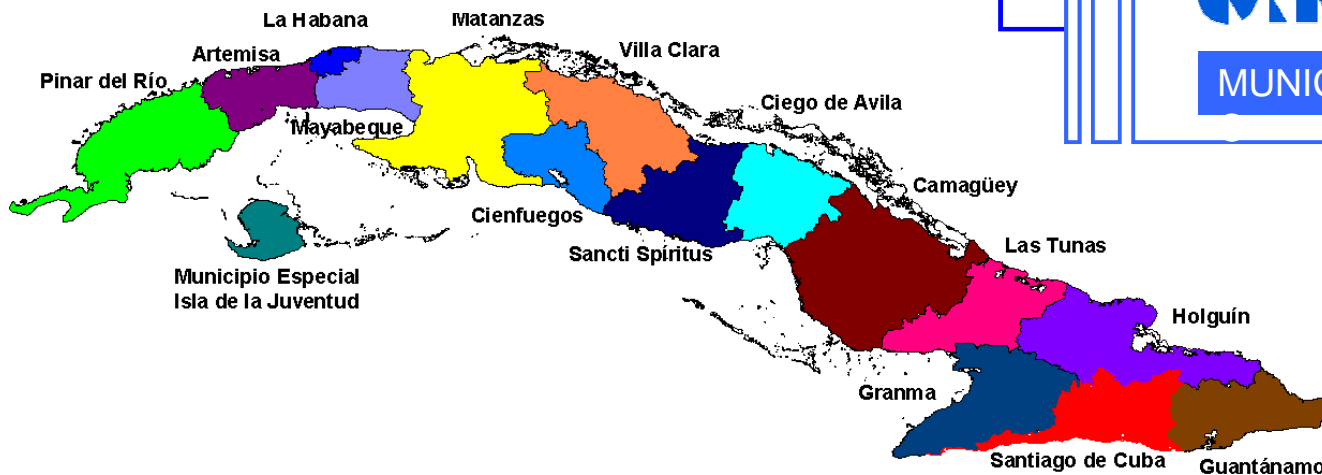 La Habana
Matanzas
Artemisa
Villa Clara
Pinar del Río
MUNIC
Ciego de Avila
Mayabeque
Camagüey
Cienfuegos
Las Tunas
Sancti Spíritus
Municipio Especial
Isla de la Juventud
Holguín
Granma
Santiago de Cuba
Guantánamo